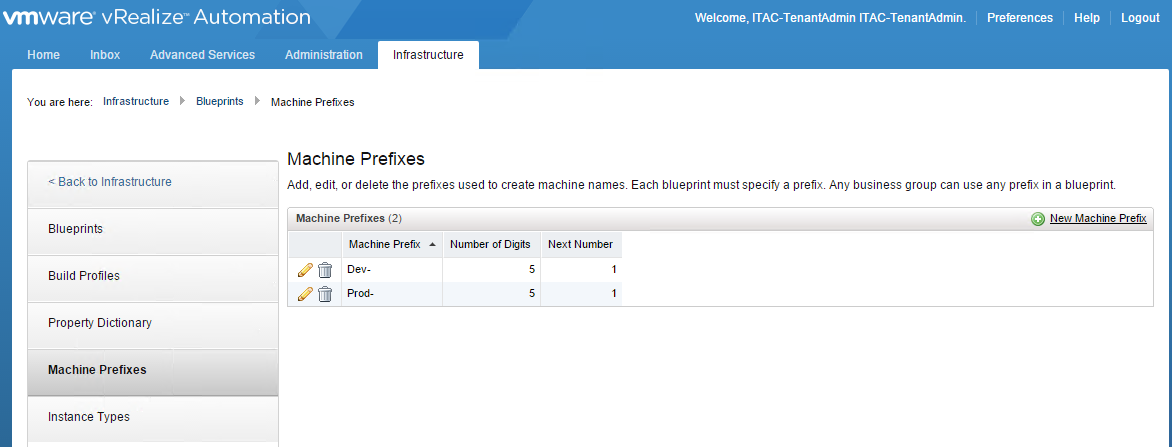 vmware® vRealize™ Automation
Welcome, ITAC-TenantAdmin ITAC-TenantAdmin. Preferences Help Logout
Home Inbox Advanced Services Administration Infrastructure
You are here: Infrastructure Blueprints Machine Prefixes
< Back to Infrastructure
Blueprints
Build Profiles
Property Dictionary
Machine Prefixes
Instance Types
Machine Prefixes
Add, edit, or delete the prefixes used to create machine names. Each blueprint must specify a prefix. Any business group can use any prefix in a blueprint.
Machine Prefixes (2) New Machine Prefix
Machine Prefix Number of Digits Next Number
Dev- 5 1
Prod- 5 1